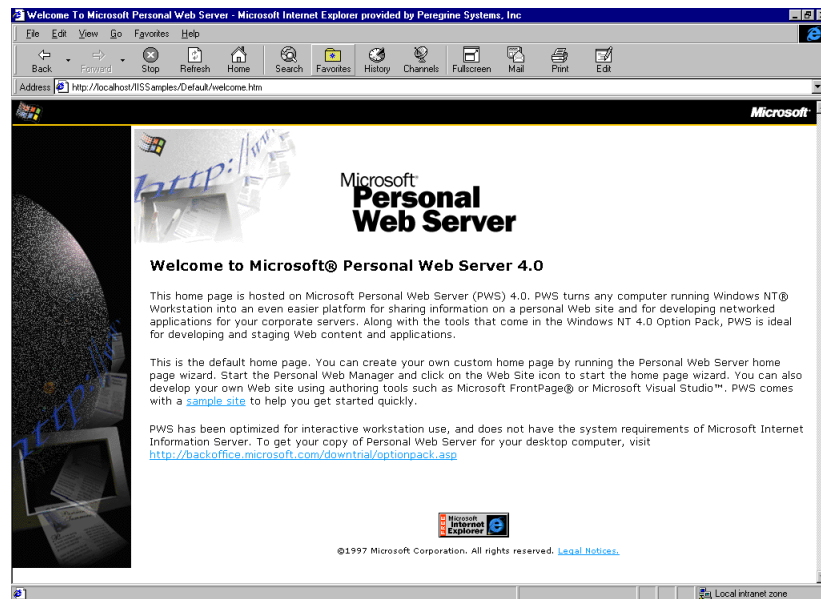 Welcome To Microsoft Personal Web Server - Microsoft Internet Explorer provided by Peregrine Systems, Inc
File Edit View Go Favorites Help
Back Forward Stop Refresh Home Search Favorites History Channels Fullscreen Mail Print Edit
Address http://localhost/IISSamples/Default/welcome.htm
Microsoft
http://www.
Microsoft
Personal
Web Server
Welcome to Microsoft® Personal Web Server 4.0
This home page is hosted on Microsoft Personal Web Server (PWS) 4.0. PWS turns any computer running Windows NT®
Workstation into an even easier platform for sharing information on a personal Web site and for developing networked
applications for your corporate servers. Along with the tools that come in the Windows NT 4.0 Option Pack, PWS is ideal
for developing and staging Web content and applications.
This is the default home page. You can create your own custom home page by running the Personal Web Server home
page wizard. Start the Personal Web Manager and click on the Web Site icon to start the home page wizard. You can also
develop your own Web site using authoring tools such as Microsoft FrontPage® or Microsoft Visual Studio™. PWS comes
with a sample site to help you get started quickly.
PWS has been optimized for interactive workstation use, and does not have the system requirements of Microsoft Internet
Information Server. To get your copy of Personal Web Server for your desktop computer, visit
http://backoffice.microsoft.com/downtrial/optionpack.asp
http://
FREE
Microsoft
Internet
Explorer
©1997 Microsoft Corporation. All rights reserved. Legal Notices.
Local intranet zone